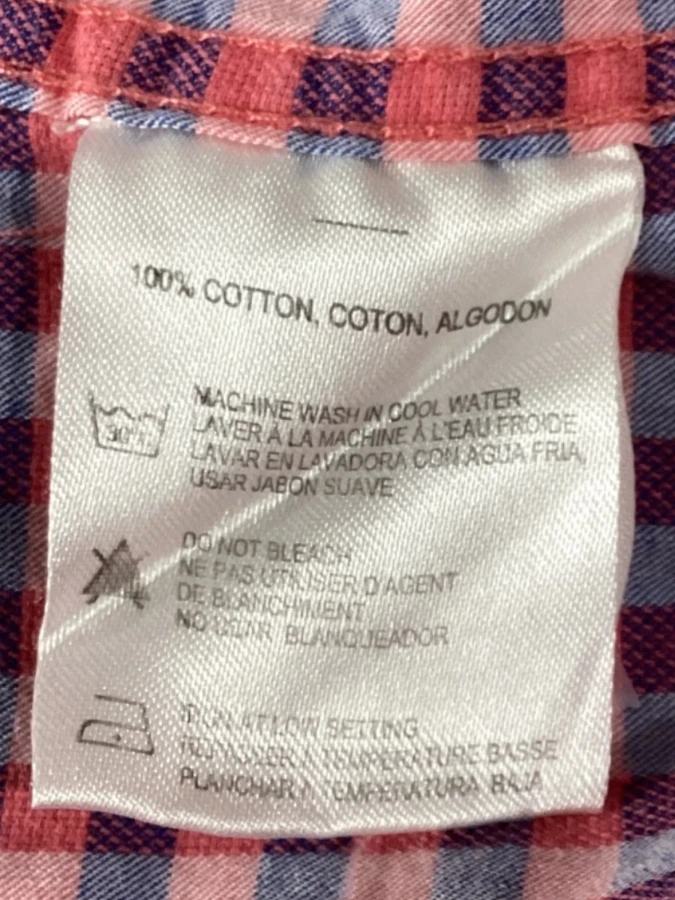 100% COTTON, COTON, ALGODON
MACHINE WASH IN COOL WATER
LAVER À LA MACHINE À L'EAU FROIDE
LAVAR EN LAVADORA CON AGUA FRIA,
USAR JABON SUAVE
30°C
DO NOT BLEACH
NE PAS UTILISER D'AGENT
DE BLANCHIMENT
NO USAR BLANQUEADOR
IRON AT LOW SETTING
À TEMPÉRATURE BASSE
PLANCHAR A TEMPERATURA BAJA